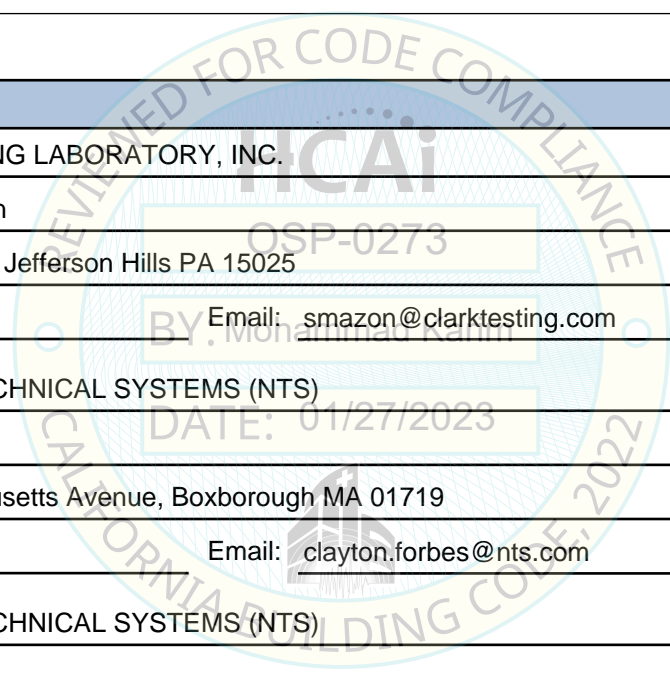 REVIEWED FOR CODE COMPLIANCE
HCAi
NG LABORATORY, INC.
n
OSP-0273
Jefferson Hills PA 15025
Email: smazon@clarktesting.com
BY: Mohammad Karim
CHNICAL SYSTEMS (NTS)
DATE: 01/27/2023
usetts Avenue, Boxborough MA 01719
Email: clayton.forbes@nts.com
CHNICAL SYSTEMS (NTS)
CALIFORNIA BUILDING CODE, 2022